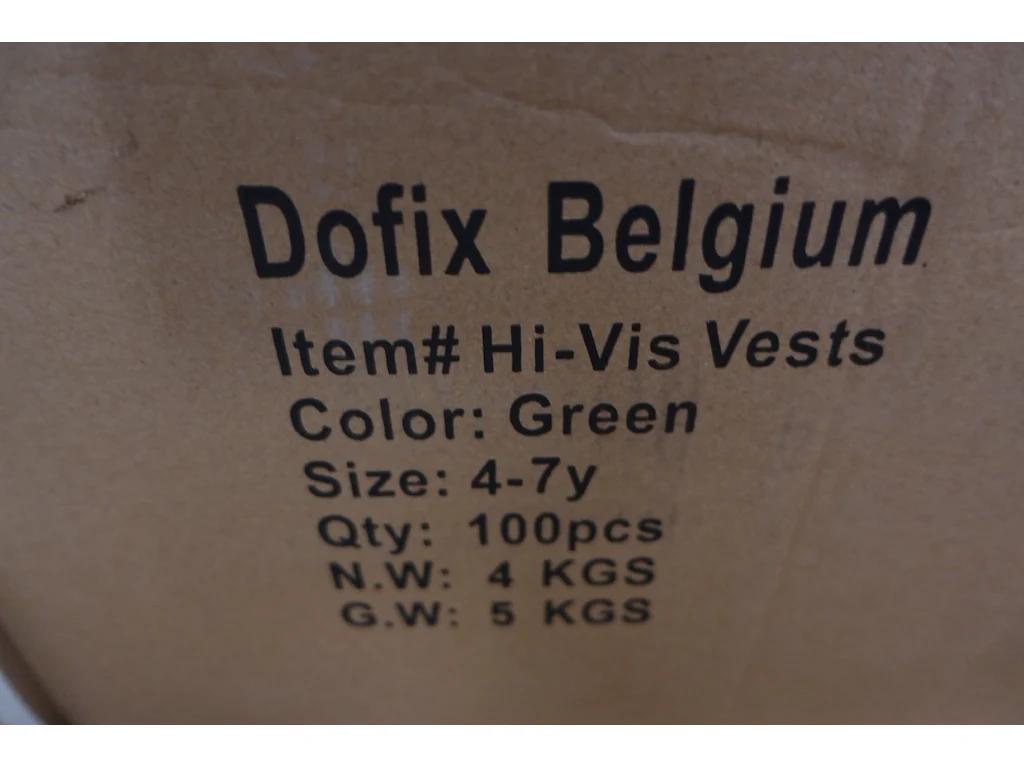 Dofix Belgium
Item# Hi-Vis Vests
Color: Green
Size: 4-7y
Qty: 100pcs
N.W: 4 KGS
G.W: 5 KGS